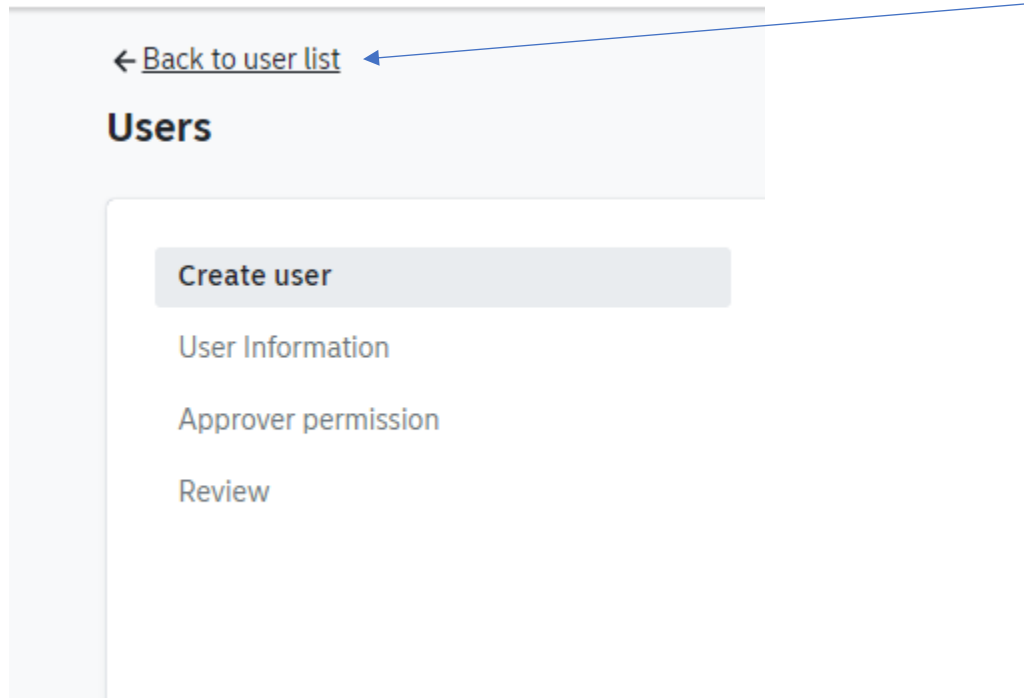 ← Back to user list
Users
Create user
User Information
Approver permission
Review